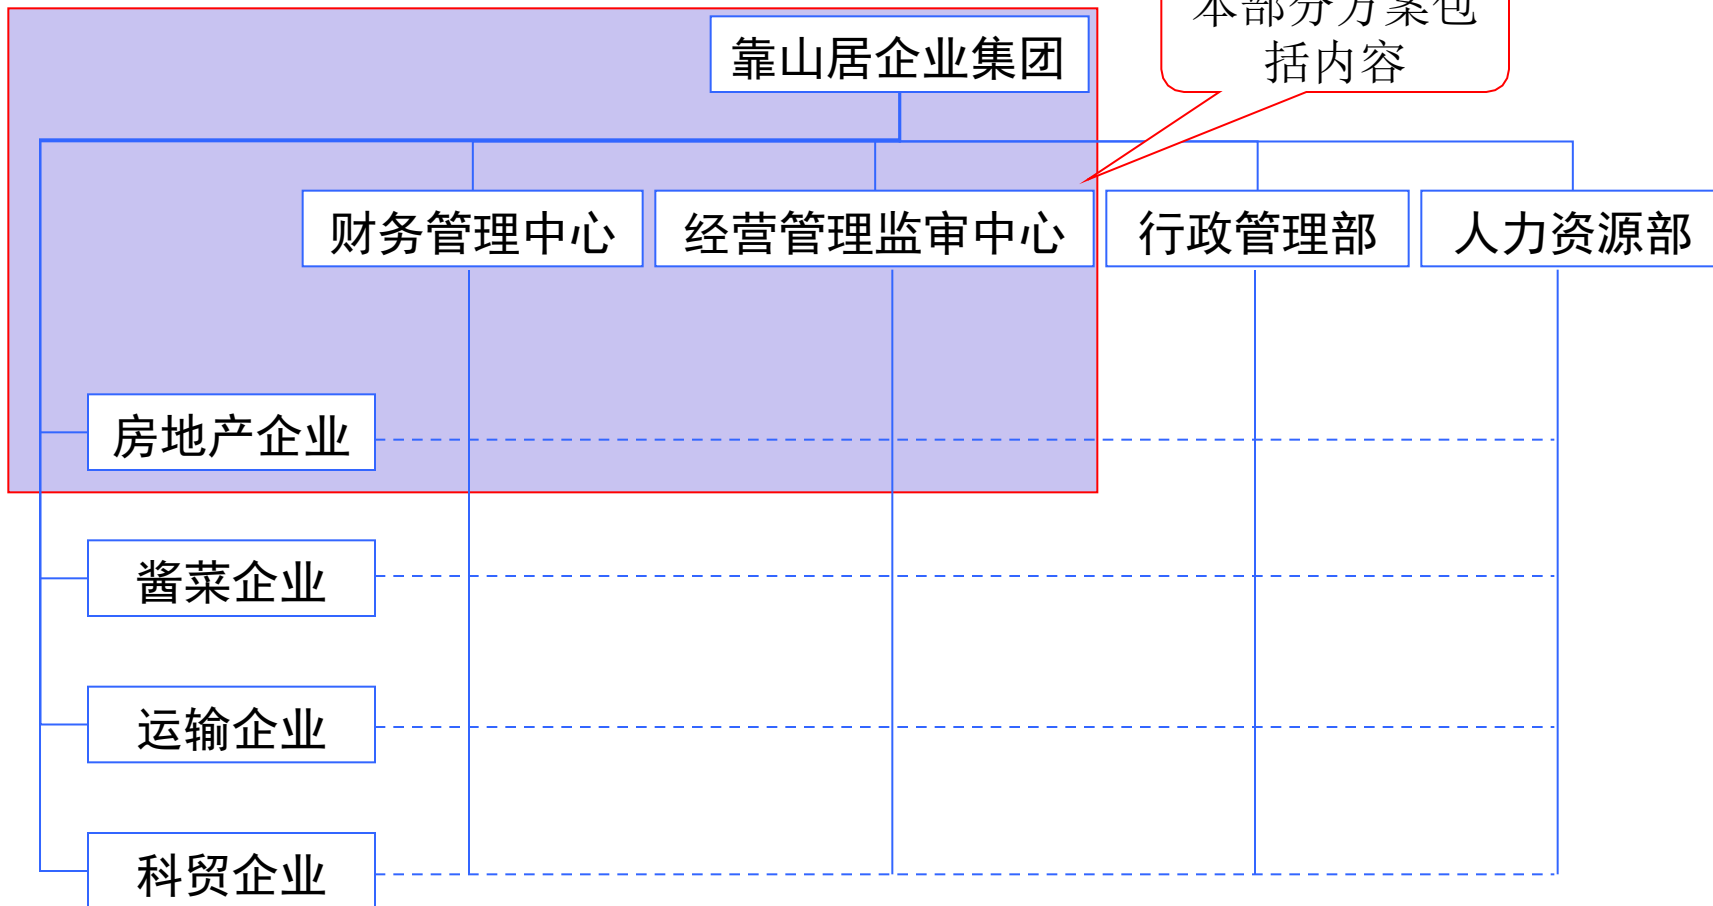 本部分方案包
括内容
靠山居企业集团
财务管理中心
经营管理监审中心
行政管理部
人力资源部
房地产企业
酱菜企业
运输企业
科贸企业